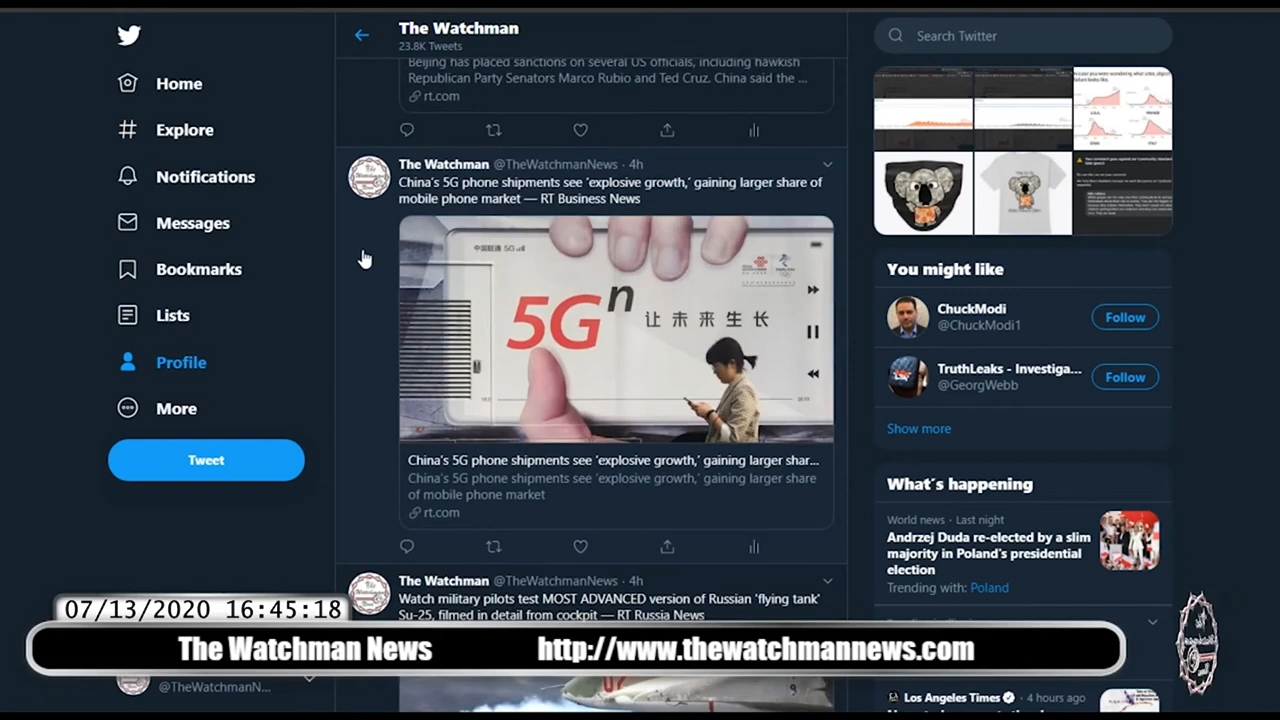 The Watchman
23.8K Tweets
Search Twitter
Home
Explore
Notifications
Messages
Bookmarks
Lists
Profile
More
Tweet
Beijing has placed sanctions on several US officials, including hawkish
Republican Party Senators Marco Rubio and Ted Cruz. China said the ...
rt.com
The Watchman @TheWatchmanNews · 4h
China's 5G phone shipments see 'explosive growth,' gaining larger share of
mobile phone market — RT Business News
中国联通 5G
5Gⁿ 让未来生长
China's 5G phone shipments see 'explosive growth,' gaining larger shar...
China's 5G phone shipments see 'explosive growth,' gaining larger share
of mobile phone market
rt.com
The Watchman @TheWatchmanNews · 4h
Watch military pilots test MOST ADVANCED version of Russian 'flying tank'
Su-25, filmed in detail from cockpit — RT Russia News
You might like
ChuckModi
@ChuckModi1
Follow
TruthLeaks - Investiga...
@GeorgWebb
Follow
Show more
What's happening
World news · Last night
Andrzej Duda re-elected by a slim
majority in Poland's presidential
election
Trending with: Poland
Los Angeles Times · 4 hours ago
07/13/2020 16:45:18
The Watchman News http://www.thewatchmannews.com
@TheWatchmanN...